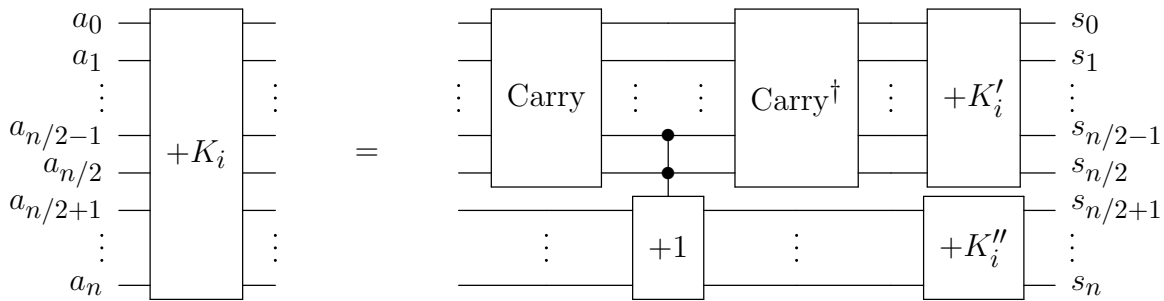 a_0 s_0
a_1 s_1
⋮ ⋮ Carry ⋮ ⋮ Carry† ⋮ +K'_i ⋮
a_{n/2−1} s_{n/2−1}
+K_i =
a_{n/2} s_{n/2}
a_{n/2+1} s_{n/2+1}
⋮ ⋮ ⋮ +1 ⋮ +K''_i ⋮
a_n s_n